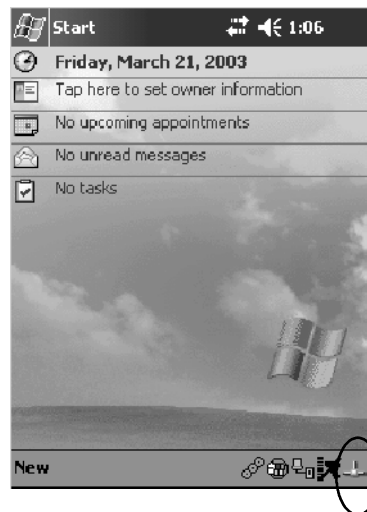 Start 1:06
Friday, March 21, 2003
Tap here to set owner information
No upcoming appointments
No unread messages
No tasks
New